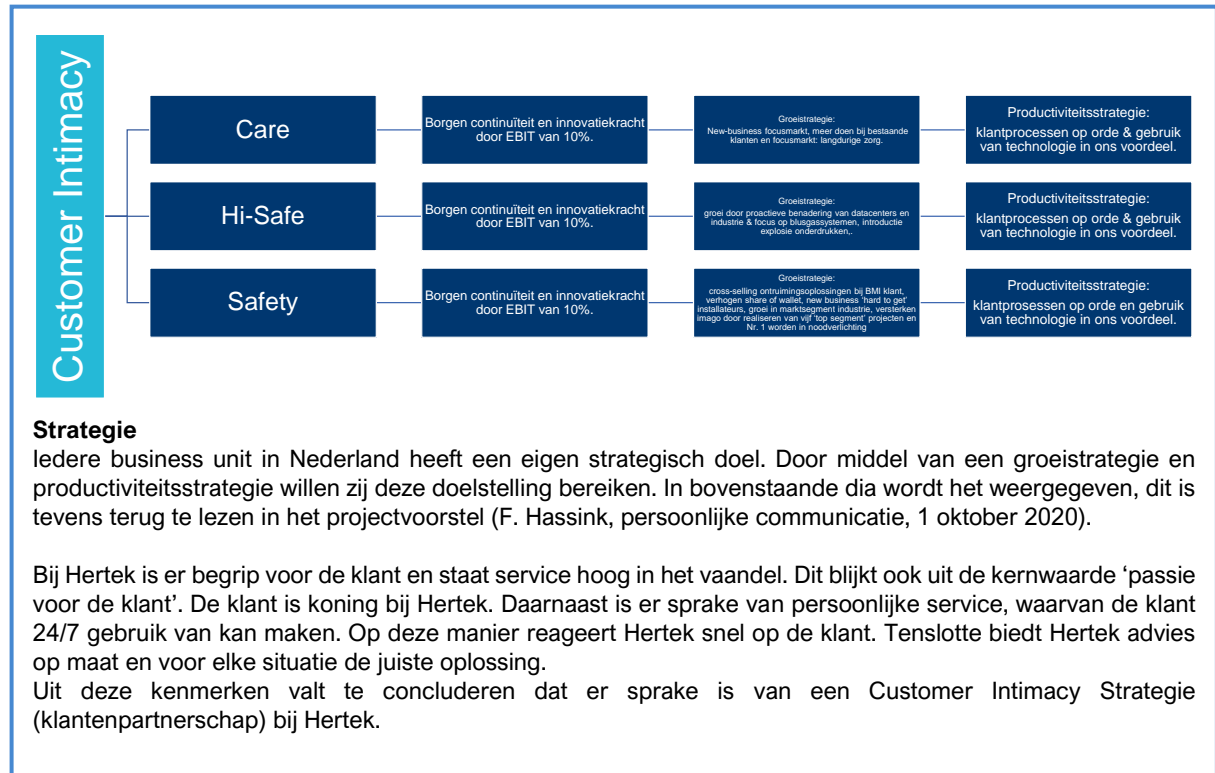 Customer Intimacy
Care
Borgen continuïteit en innovatiekracht
door EBIT van 10%.
Groeistrategie:
New-business focusmarkt, meer doen bij bestaande
klanten en focusmarkt: langdurige zorg.
Productiviteitsstrategie:
klantprocessen op orde & gebruik
van technologie in ons voordeel.
Hi-Safe
Borgen continuïteit en innovatiekracht
door EBIT van 10%.
Groeistrategie:
groei door proactieve benadering van datacenters en
industrie & focus op blusgassystemen, introductie
explosie onderdrukken,.
Productiviteitsstrategie:
klantprocessen op orde & gebruik
van technologie in ons voordeel.
Safety
Borgen continuïteit en innovatiekracht
door EBIT van 10%.
Groeistrategie:
cross-selling ontruimingsoplossingen bij BMI klant,
verhogen share of wallet, new business 'hard to get'
installateurs, groei in marktsegment industrie, versterken
imago door realiseren van vijf 'top segment' projecten en
Nr. 1 worden in noodverlichting
Productiviteitsstrategie:
klantprosessen op orde en gebruik
van technologie in ons voordeel.
Strategie
Iedere business unit in Nederland heeft een eigen strategisch doel. Door middel van een groeistrategie en
productiviteitsstrategie willen zij deze doelstelling bereiken. In bovenstaande dia wordt het weergegeven, dit is
tevens terug te lezen in het projectvoorstel (F. Hassink, persoonlijke communicatie, 1 oktober 2020).
Bij Hertek is er begrip voor de klant en staat service hoog in het vaandel. Dit blijkt ook uit de kernwaarde 'passie
voor de klant'. De klant is koning bij Hertek. Daarnaast is er sprake van persoonlijke service, waarvan de klant
24/7 gebruik van kan maken. Op deze manier reageert Hertek snel op de klant. Tenslotte biedt Hertek advies
op maat en voor elke situatie de juiste oplossing.
Uit deze kenmerken valt te concluderen dat er sprake is van een Customer Intimacy Strategie
(klantenpartnerschap) bij Hertek.